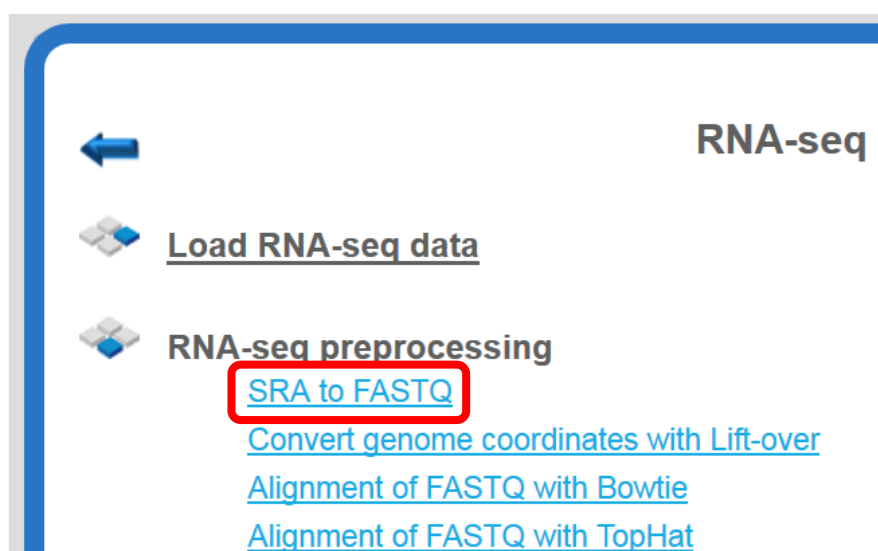 RNA-seq
Load RNA-seq data
RNA-seq preprocessing
SRA to FASTQ
Convert genome coordinates with Lift-over
Alignment of FASTQ with Bowtie
Alignment of FASTQ with TopHat